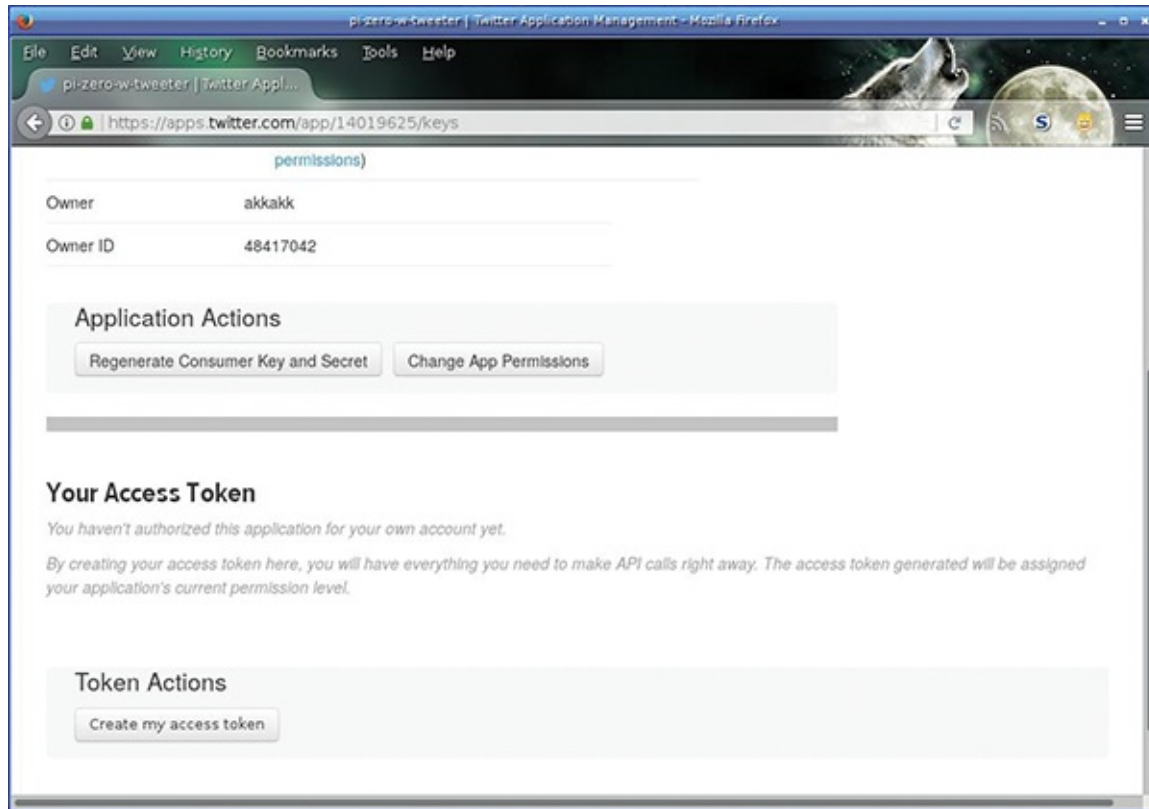 pi-zero-w-tweeter | Twitter Application Management - Mozilla Firefox
File Edit View History Bookmarks Tools Help
pi-zero-w-tweeter | Twitter Appl...
https://apps.twitter.com/app/14019625/keys
permissions)
Owner akkakk
Owner ID 48417042
Application Actions
Regenerate Consumer Key and Secret Change App Permissions
Your Access Token
You haven't authorized this application for your own account yet.
By creating your access token here, you will have everything you need to make API calls right away. The access token generated will be assigned
your application's current permission level.
Token Actions
Create my access token